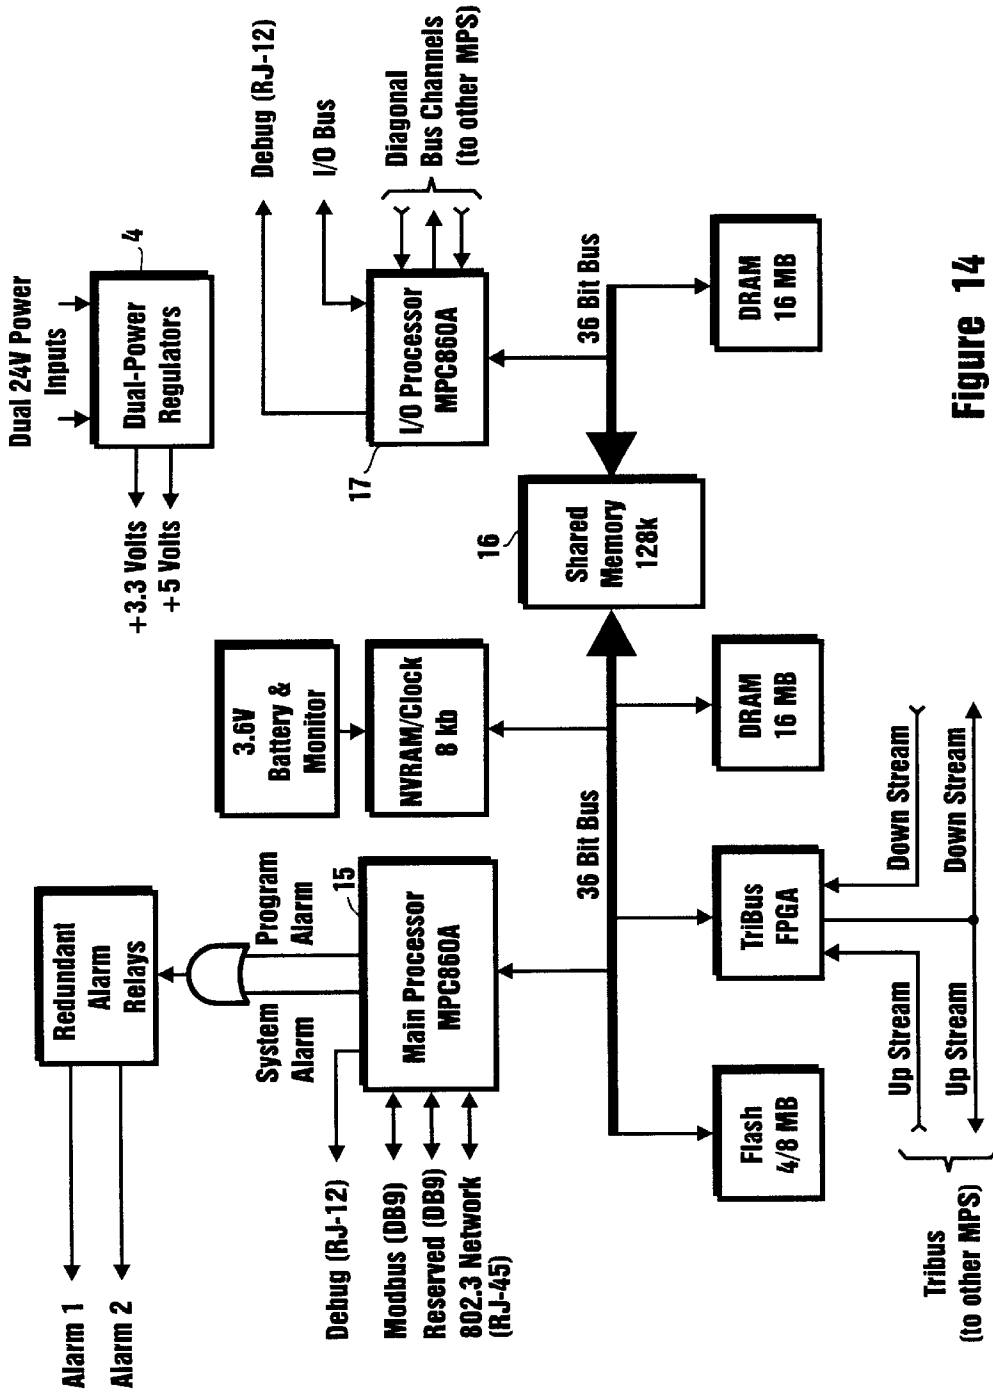 Alarm 1
Alarm 2
Redundant
Alarm
Relays
System
Alarm
Program
Alarm
Debug (RJ-12)
Modbus (DB9)
Reserved (DB9)
802.3 Network
(RJ-45)
15
Main Processor
MPC860A
3.6V
Battery &
Monitor
NVRAM/Clock
8 kb
+3.3 Volts
+5 Volts
Dual 24V Power
Inputs
4
Dual-Power
Regulators
Debug (RJ-12)
I/O Bus
Diagonal
Bus Channels
(to other MPS)
17
I/O Processor
MPC860A
36 Bit Bus
16
Shared
Memory
128k
36 Bit Bus
Flash
4/8 MB
TriBus
FPGA
DRAM
16 MB
DRAM
16 MB
Up Stream
Down Stream
Up Stream
Down Stream
Tribus
(to other MPS)
Figure 14